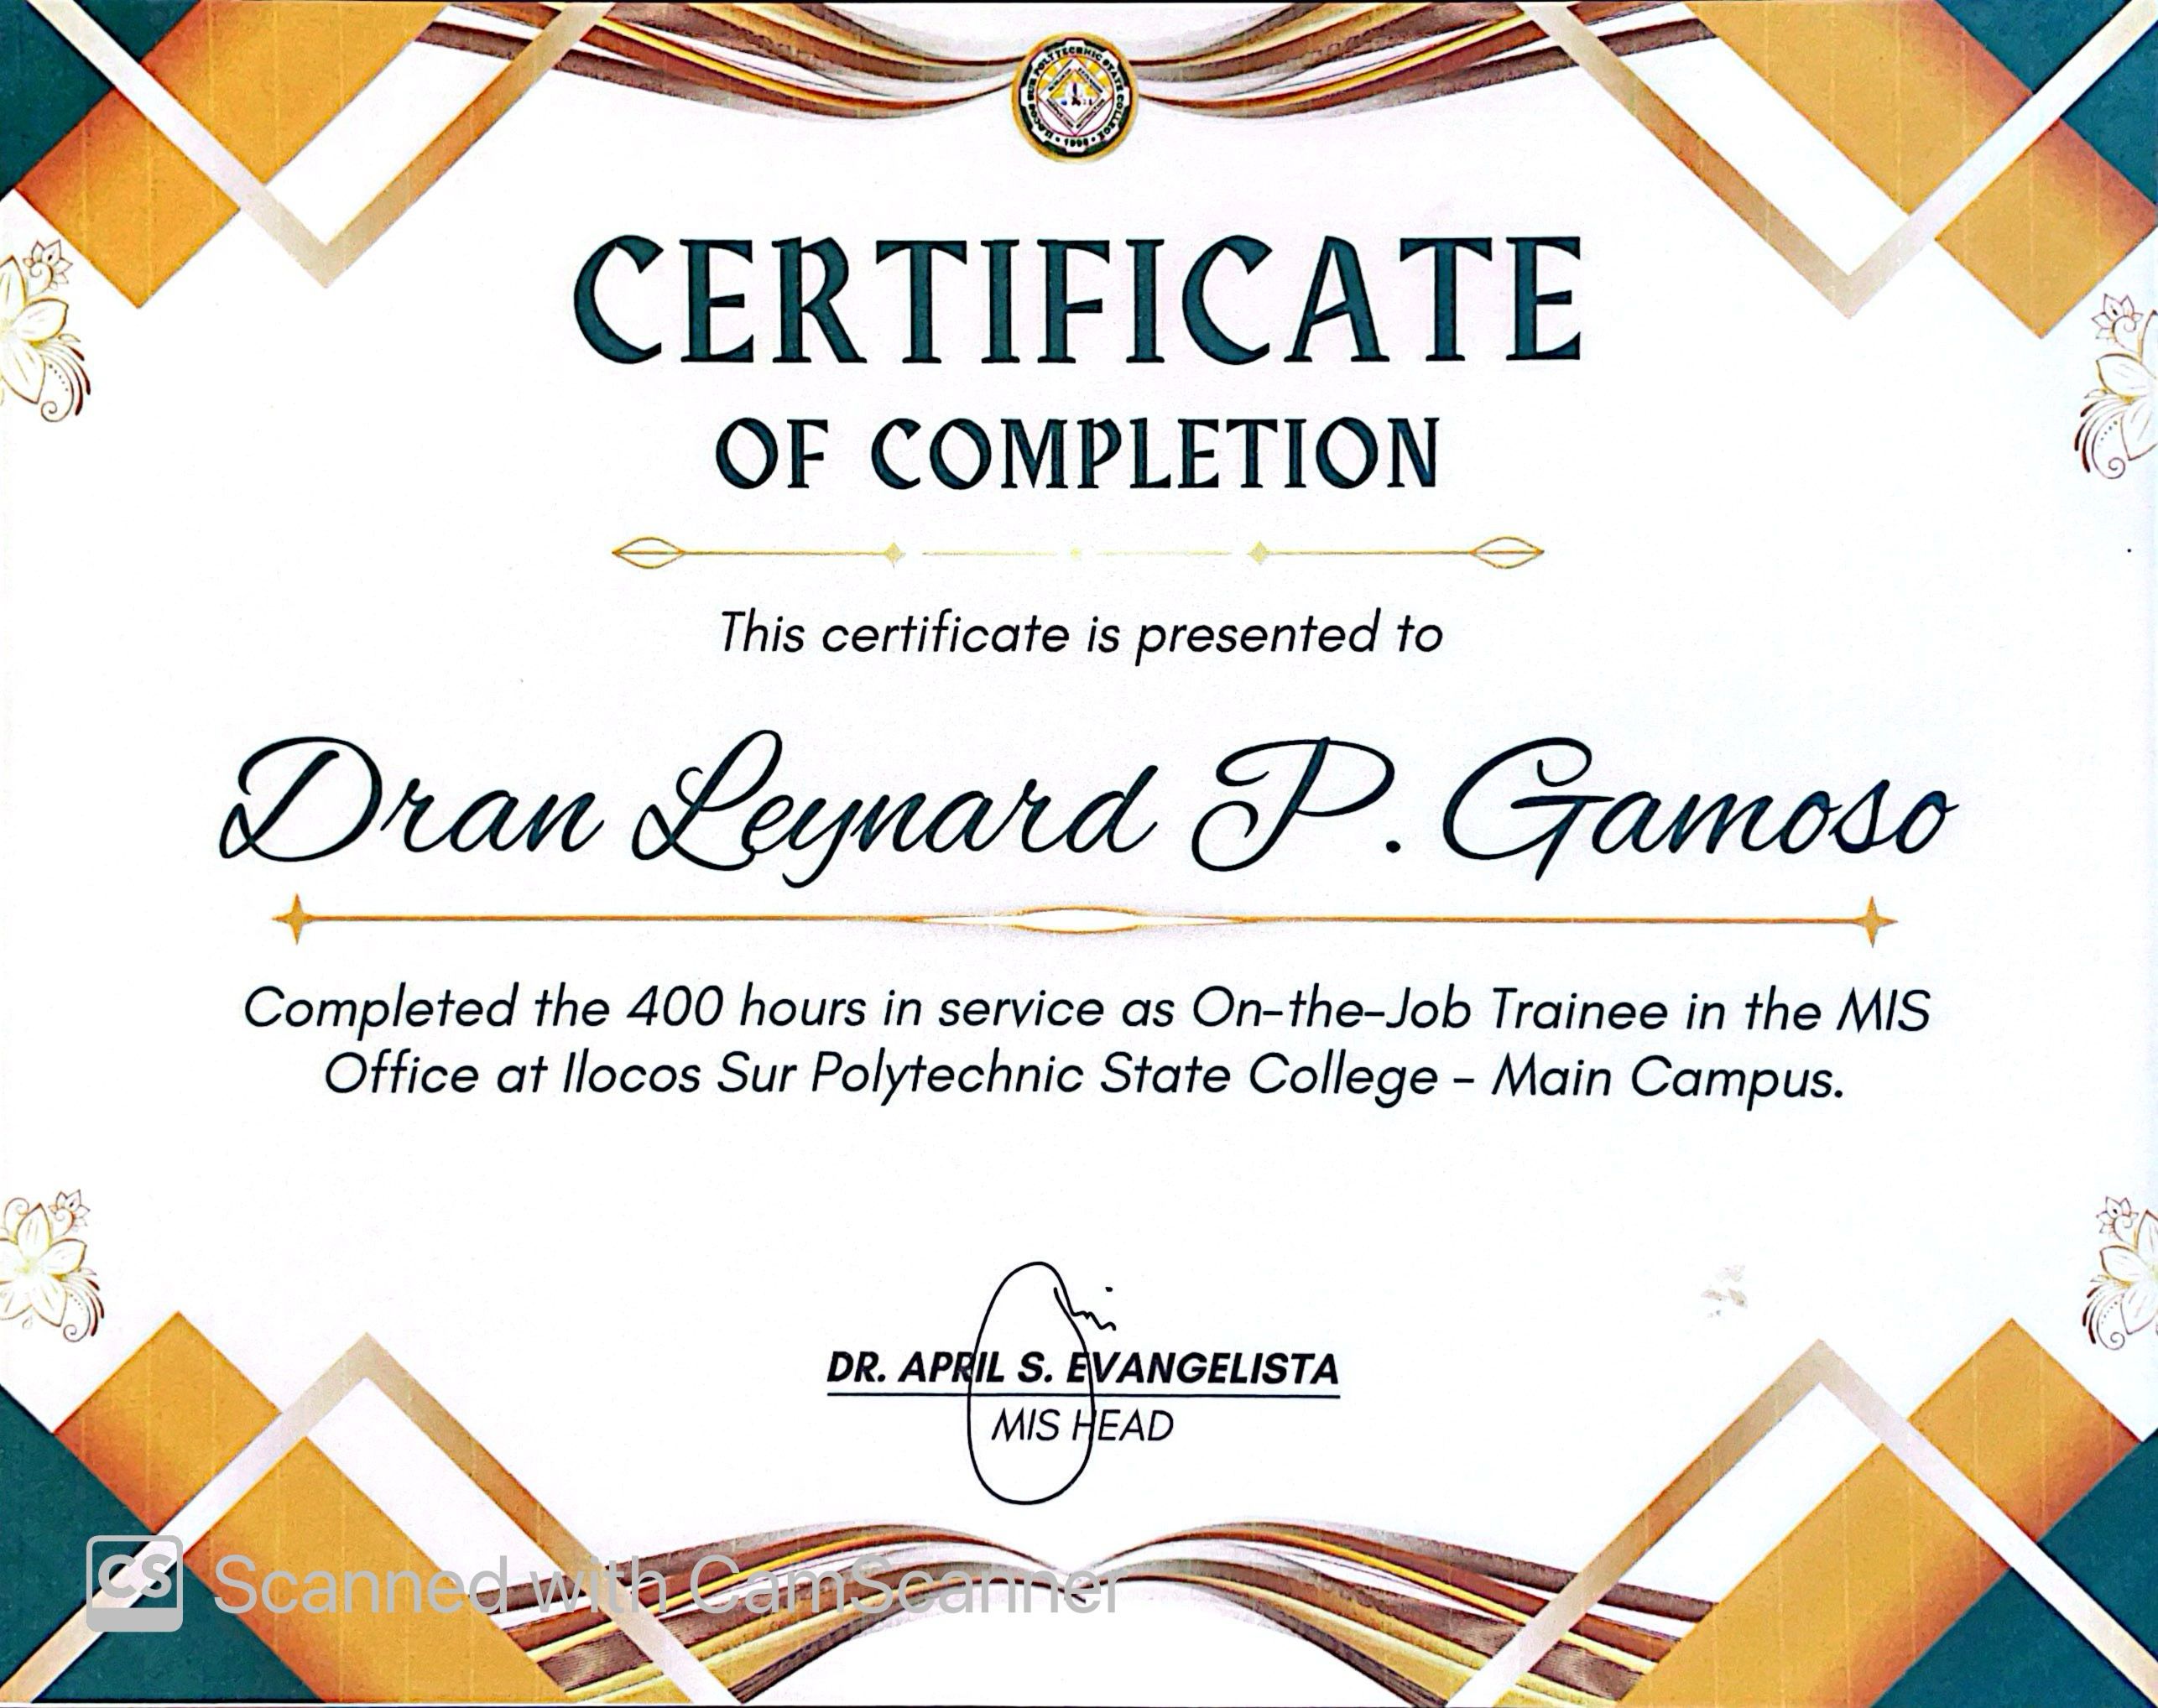 ILOCOS SUR POLYTECHNIC STATE COLLEGE
1998
CERTIFICATE
OF COMPLETION
This certificate is presented to
Dran Leynard P. Gamoso
Completed the 400 hours in service as On-the-Job Trainee in the MIS
Office at Ilocos Sur Polytechnic State College - Main Campus.
DR. APRIL S. EVANGELISTA
MIS HEAD
CS Scanned with CamScanner